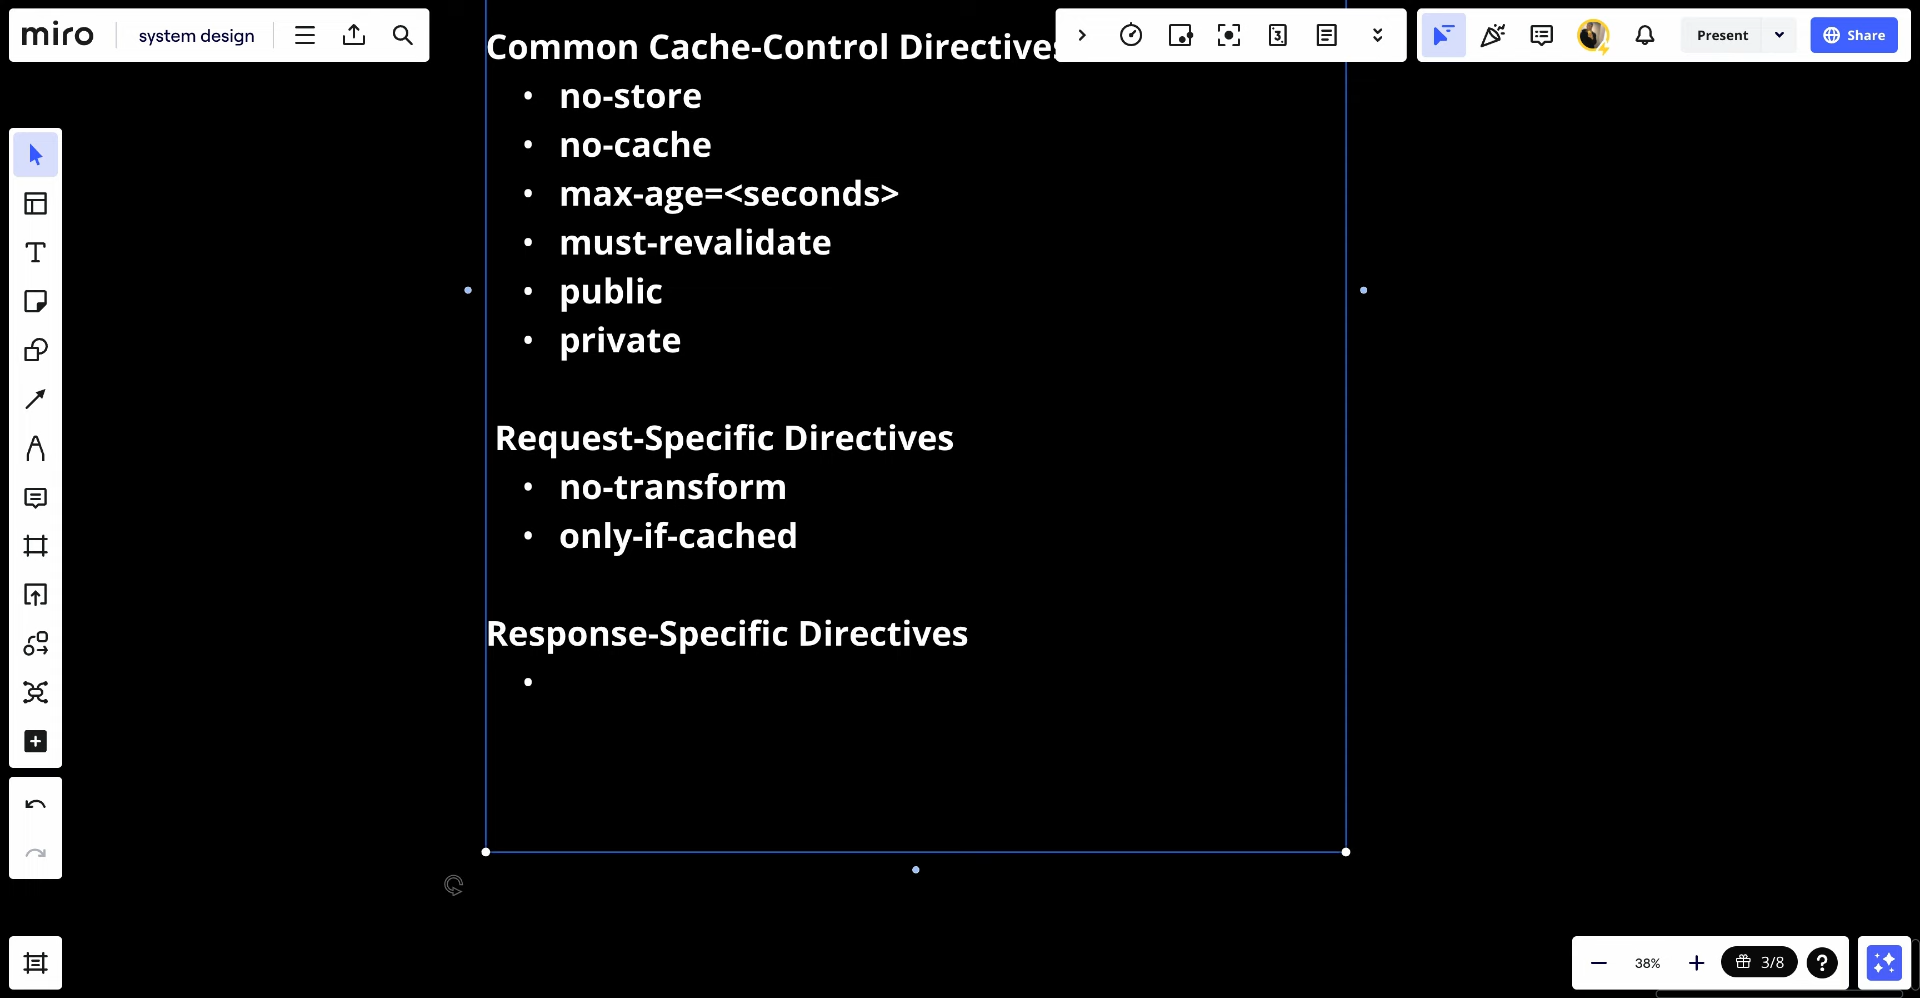 miro
system design
Present
Share
Common Cache-Control Directives
• no-store
• no-cache
• max-age=<seconds>
• must-revalidate
• public
• private
Request-Specific Directives
• no-transform
• only-if-cached
Response-Specific Directives
•
38%
3/8
?